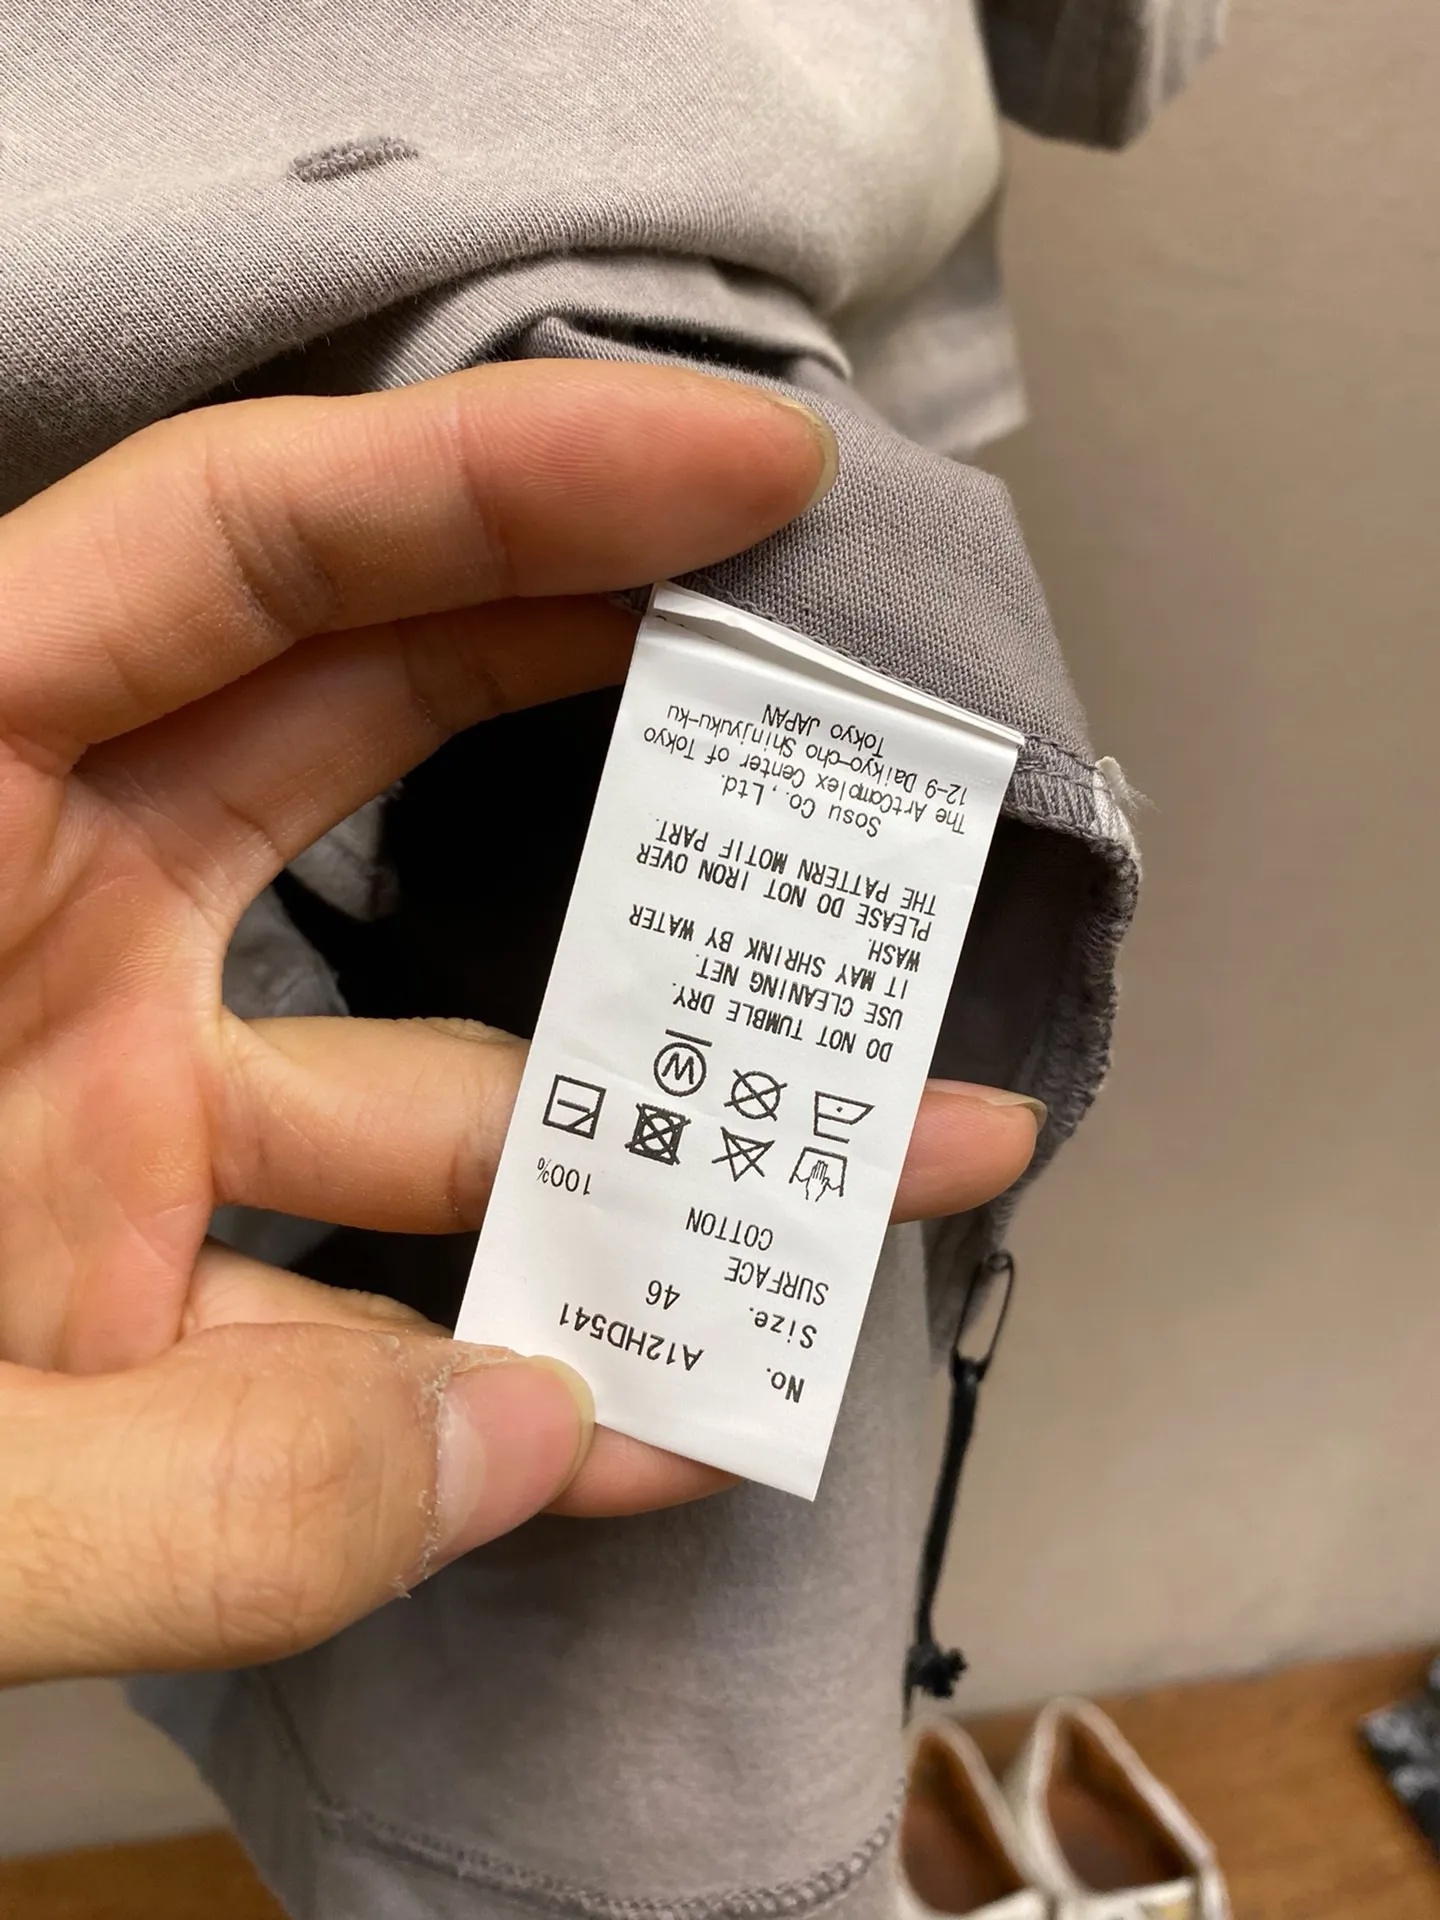 No. A12HD541
Size. 46
SURFACE
COTTON 100%
W
DO NOT TUMBLE DRY.
USE CLEANING NET.
IT MAY SHRINK BY WATER
WASH.
PLEASE DO NOT IRON OVER
THE PATTERN MOTIF PART.
Sosu Co., Ltd.
The ArtComplex Center of Tokyo
12-9 Daikyo-cho Shinjyuku-ku
Tokyo JAPAN